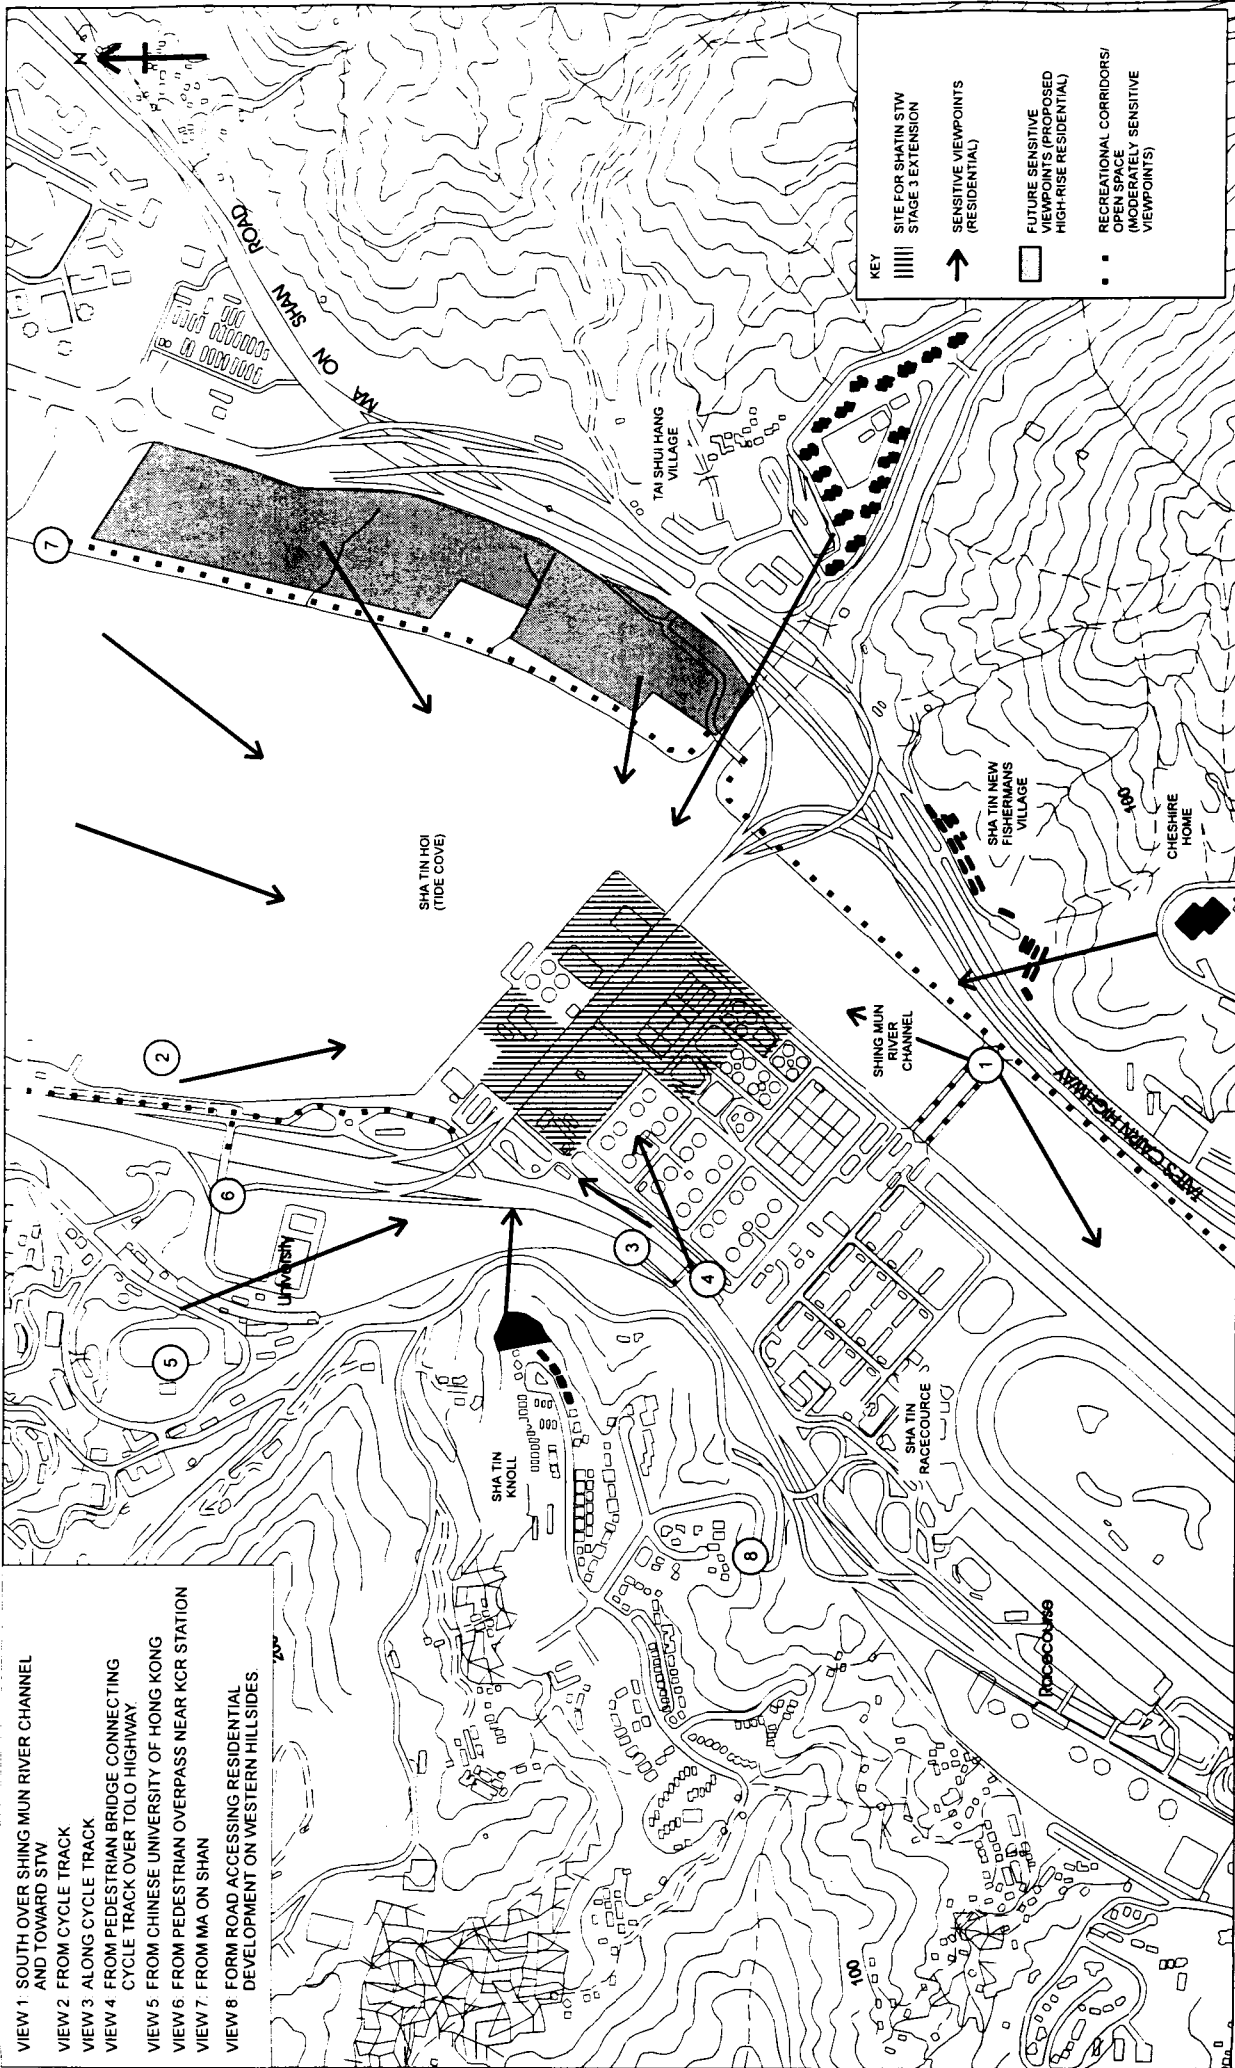 VIEW 1: SOUTH OVER SHING MUN RIVER CHANNEL
AND TOWARD STW
VIEW 2: FROM CYCLE TRACK
VIEW 3: ALONG CYCLE TRACK
VIEW 4: FROM PEDESTRIAN BRIDGE CONNECTING
CYCLE TRACK OVER TOLO HIGHWAY.
VIEW 5: FROM CHINESE UNIVERSITY OF HONG KONG
VIEW 6: FROM PEDESTRIAN OVERPASS NEAR KCR STATION
VIEW 7: FROM MA ON SHAN
VIEW 8: FORM ROAD ACCESSING RESIDENTIAL
DEVELOPMENT ON WESTERN HILLSIDES.
200
5
6
2
7
N
University
MA ON SHAN ROAD
SHA TIN HOI
(TIDE COVE)
SHA TIN
KNOLL
3
4
8
TAI SHUI HANG
VILLAGE
SHING MUN
RIVER
CHANNEL
1
SHA TIN
RACECOURCE
Racecourse
100
TATES CAIRN HIGHWAY
SHA TIN NEW
FISHERMANS
VILLAGE
100
CHESHIRE
HOME
KEY
SITE FOR SHATIN STW
STAGE 3 EXTENSION
SENSITIVE VIEWPOINTS
(RESIDENTIAL)
FUTURE SENSITIVE
VIEWPOINTS (PROPOSED
HIGH-RISE RESIDENTIAL)
RECREATIONAL CORRIDORS/
OPEN SPACE
(MODERATELY SENSITIVE
VIEWPOINTS)